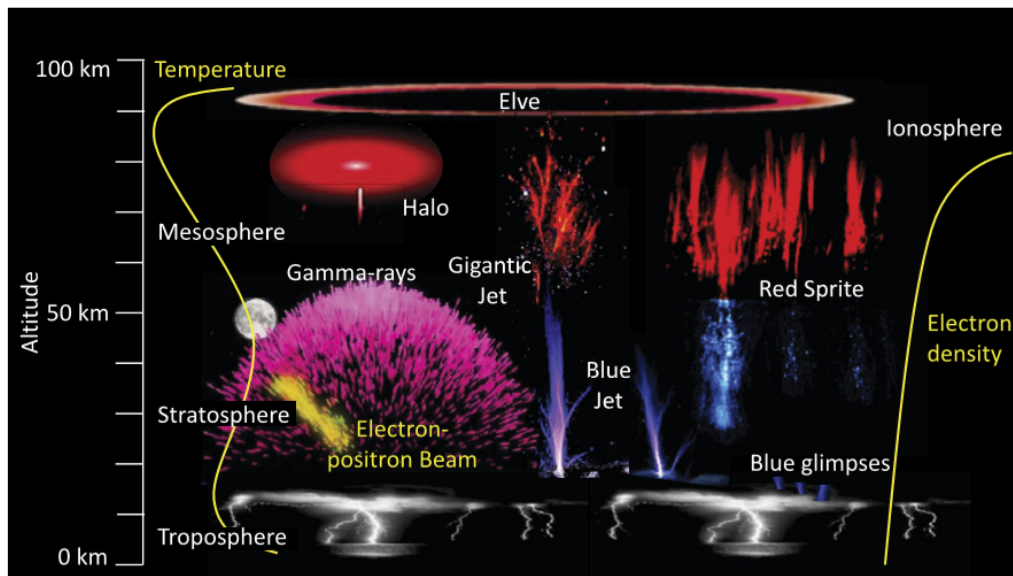 100 km
Temperature
Elve
Ionosphere
Halo
Mesosphere
Gamma-rays
Gigantic
Jet
Red Sprite
50 km
Altitude
Electron
density
Blue
Jet
Stratosphere
Electron-
positron Beam
Blue glimpses
Troposphere
0 km